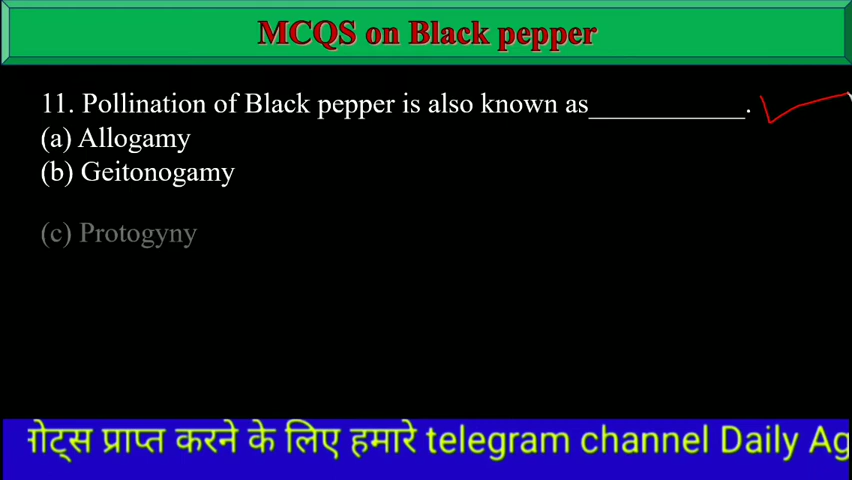 MCQS on Black pepper
11. Pollination of Black pepper is also known as___________.
(a) Allogamy
(b) Geitonogamy
(c) Protogyny
गेट्स प्राप्त करने के लिए हमारे telegram channel Daily Ag